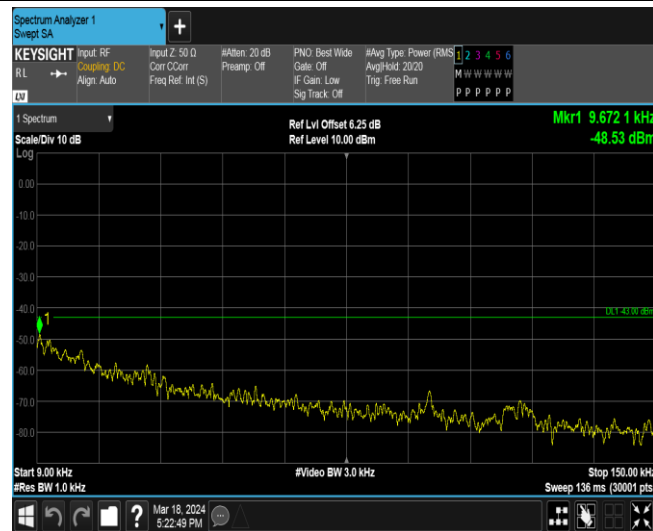 Spectrum Analyzer 1
Swept SA
+
KEYSIGHT
RL
LXI
Input: RF
Coupling: DC
Align: Auto
Input Z: 50 Ω
Corr CCorr
Freq Ref: Int (S)
#Atten: 20 dB
Preamp: Off
PNO: Best Wide
Gate: Off
IF Gain: Low
Sig Track: Off
#Avg Type: Power (RMS
Avg|Hold: 20/20
Trig: Free Run
1 2 3 4 5 6
M W W W W W
P P P P P P
1 Spectrum
Scale/Div 10 dB
Log
Ref Lvl Offset 6.25 dB
Ref Level 10.00 dBm
Mkr1 9.672 1 kHz
-48.53 dBm
0.00
-10.0
-20.0
-30.0
-40.0
-50.0
-60.0
-70.0
-80.0
1
DL1 -43.00 dBm
Start 9.00 kHz
#Res BW 1.0 kHz
#Video BW 3.0 kHz
Stop 150.00 kHz
Sweep 136 ms (30001 pts
?
Mar 18, 2024
5:22:49 PM